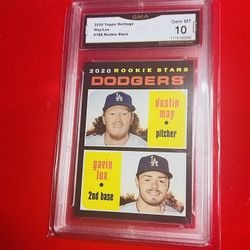 2020 Topps Heritage
May/Lux
#188 Rookie Stars
GMA
Gem MT
10
2020 ROOKIE STARS
DODGERS
dustin
may
pitcher
gavin
lux
2nd base